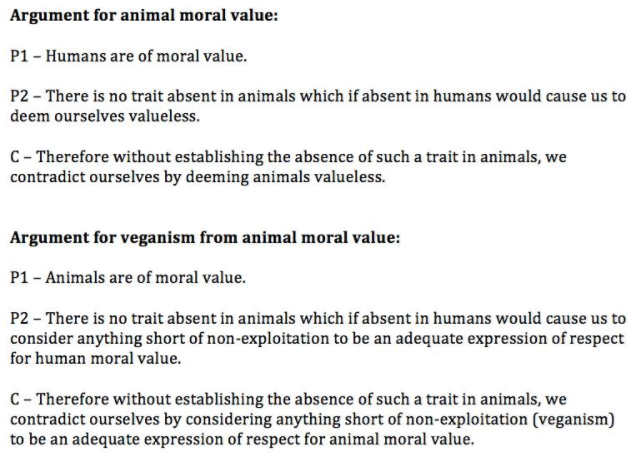 Argument for animal moral value:
P1 – Humans are of moral value.
P2 – There is no trait absent in animals which if absent in humans would cause us to
deem ourselves valueless.
C – Therefore without establishing the absence of such a trait in animals, we
contradict ourselves by deeming animals valueless.
Argument for veganism from animal moral value:
P1 – Animals are of moral value.
P2 – There is no trait absent in animals which if absent in humans would cause us to
consider anything short of non-exploitation to be an adequate expression of respect
for human moral value.
C – Therefore without establishing the absence of such a trait in animals, we
contradict ourselves by considering anything short of non-exploitation (veganism)
to be an adequate expression of respect for animal moral value.